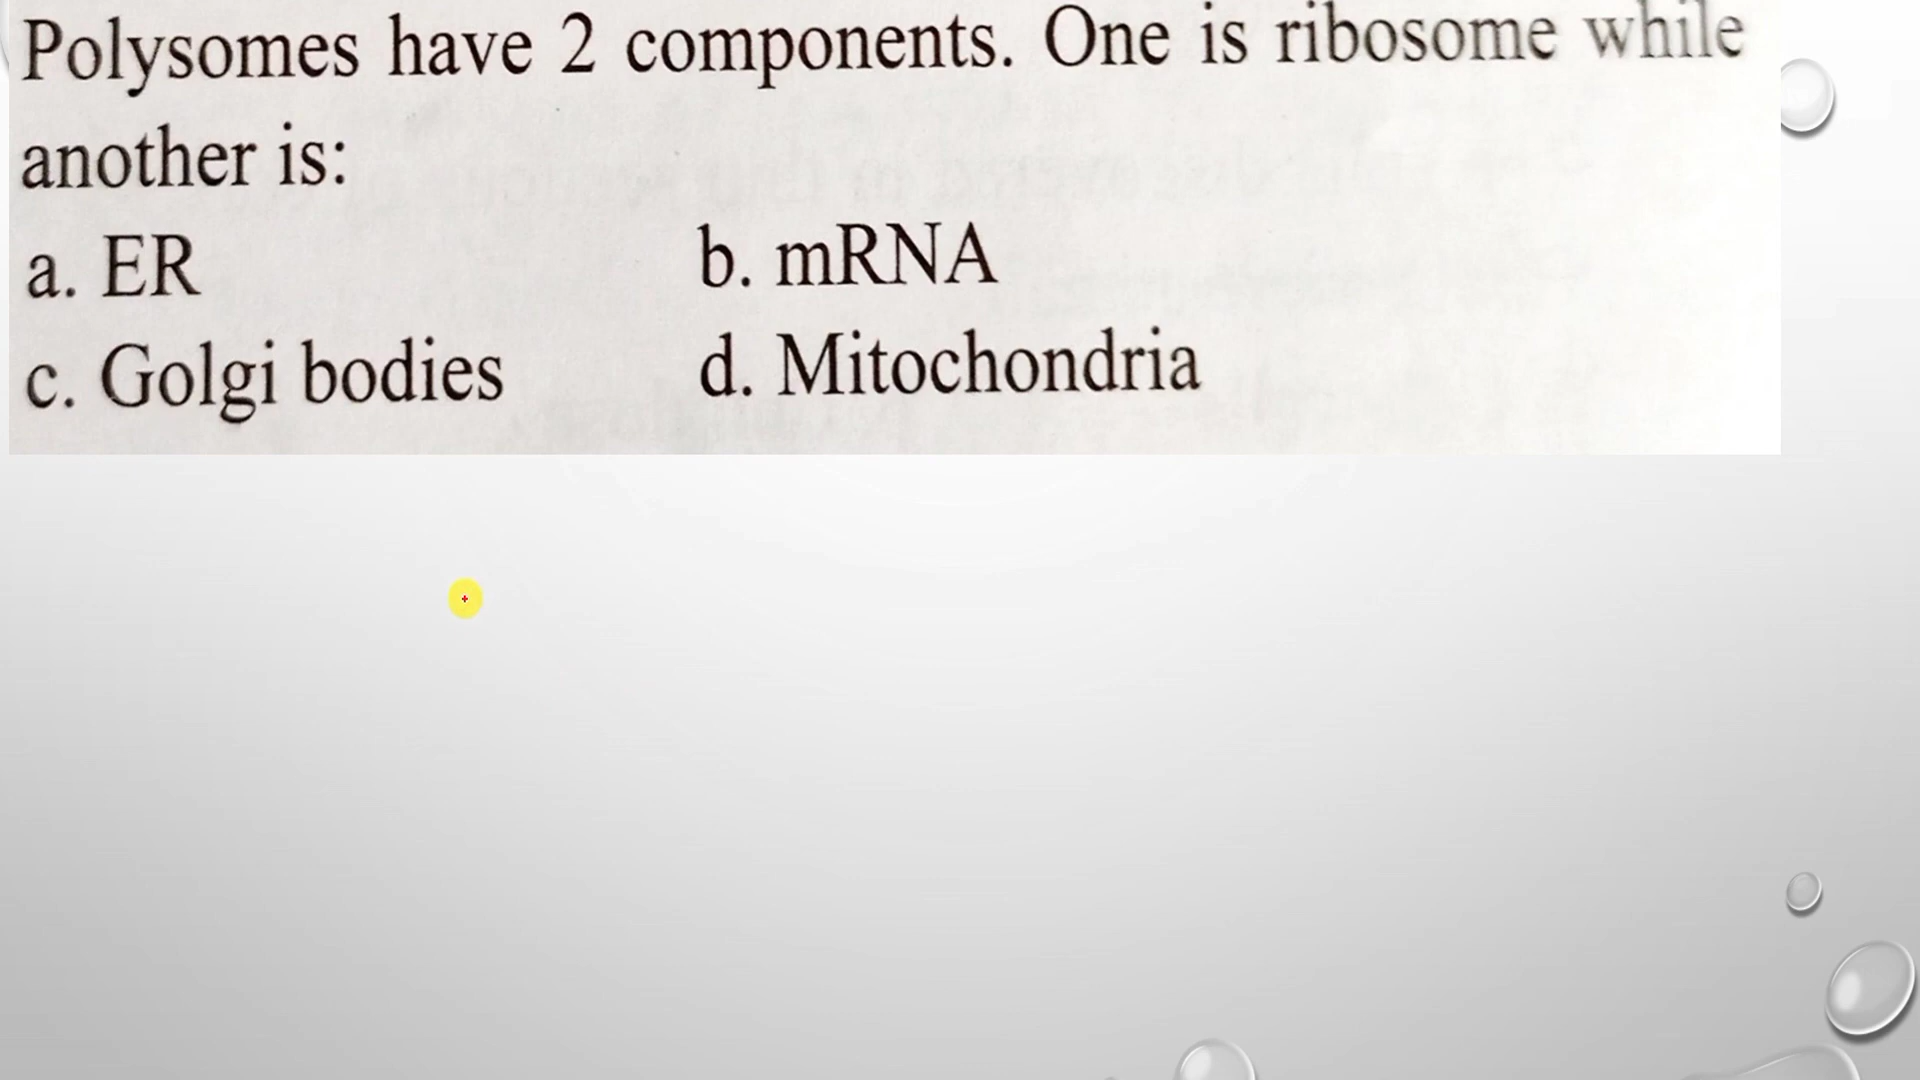 Polysomes have 2 components. One is ribosome while
another is:
a. ER b. mRNA
c. Golgi bodies d. Mitochondria